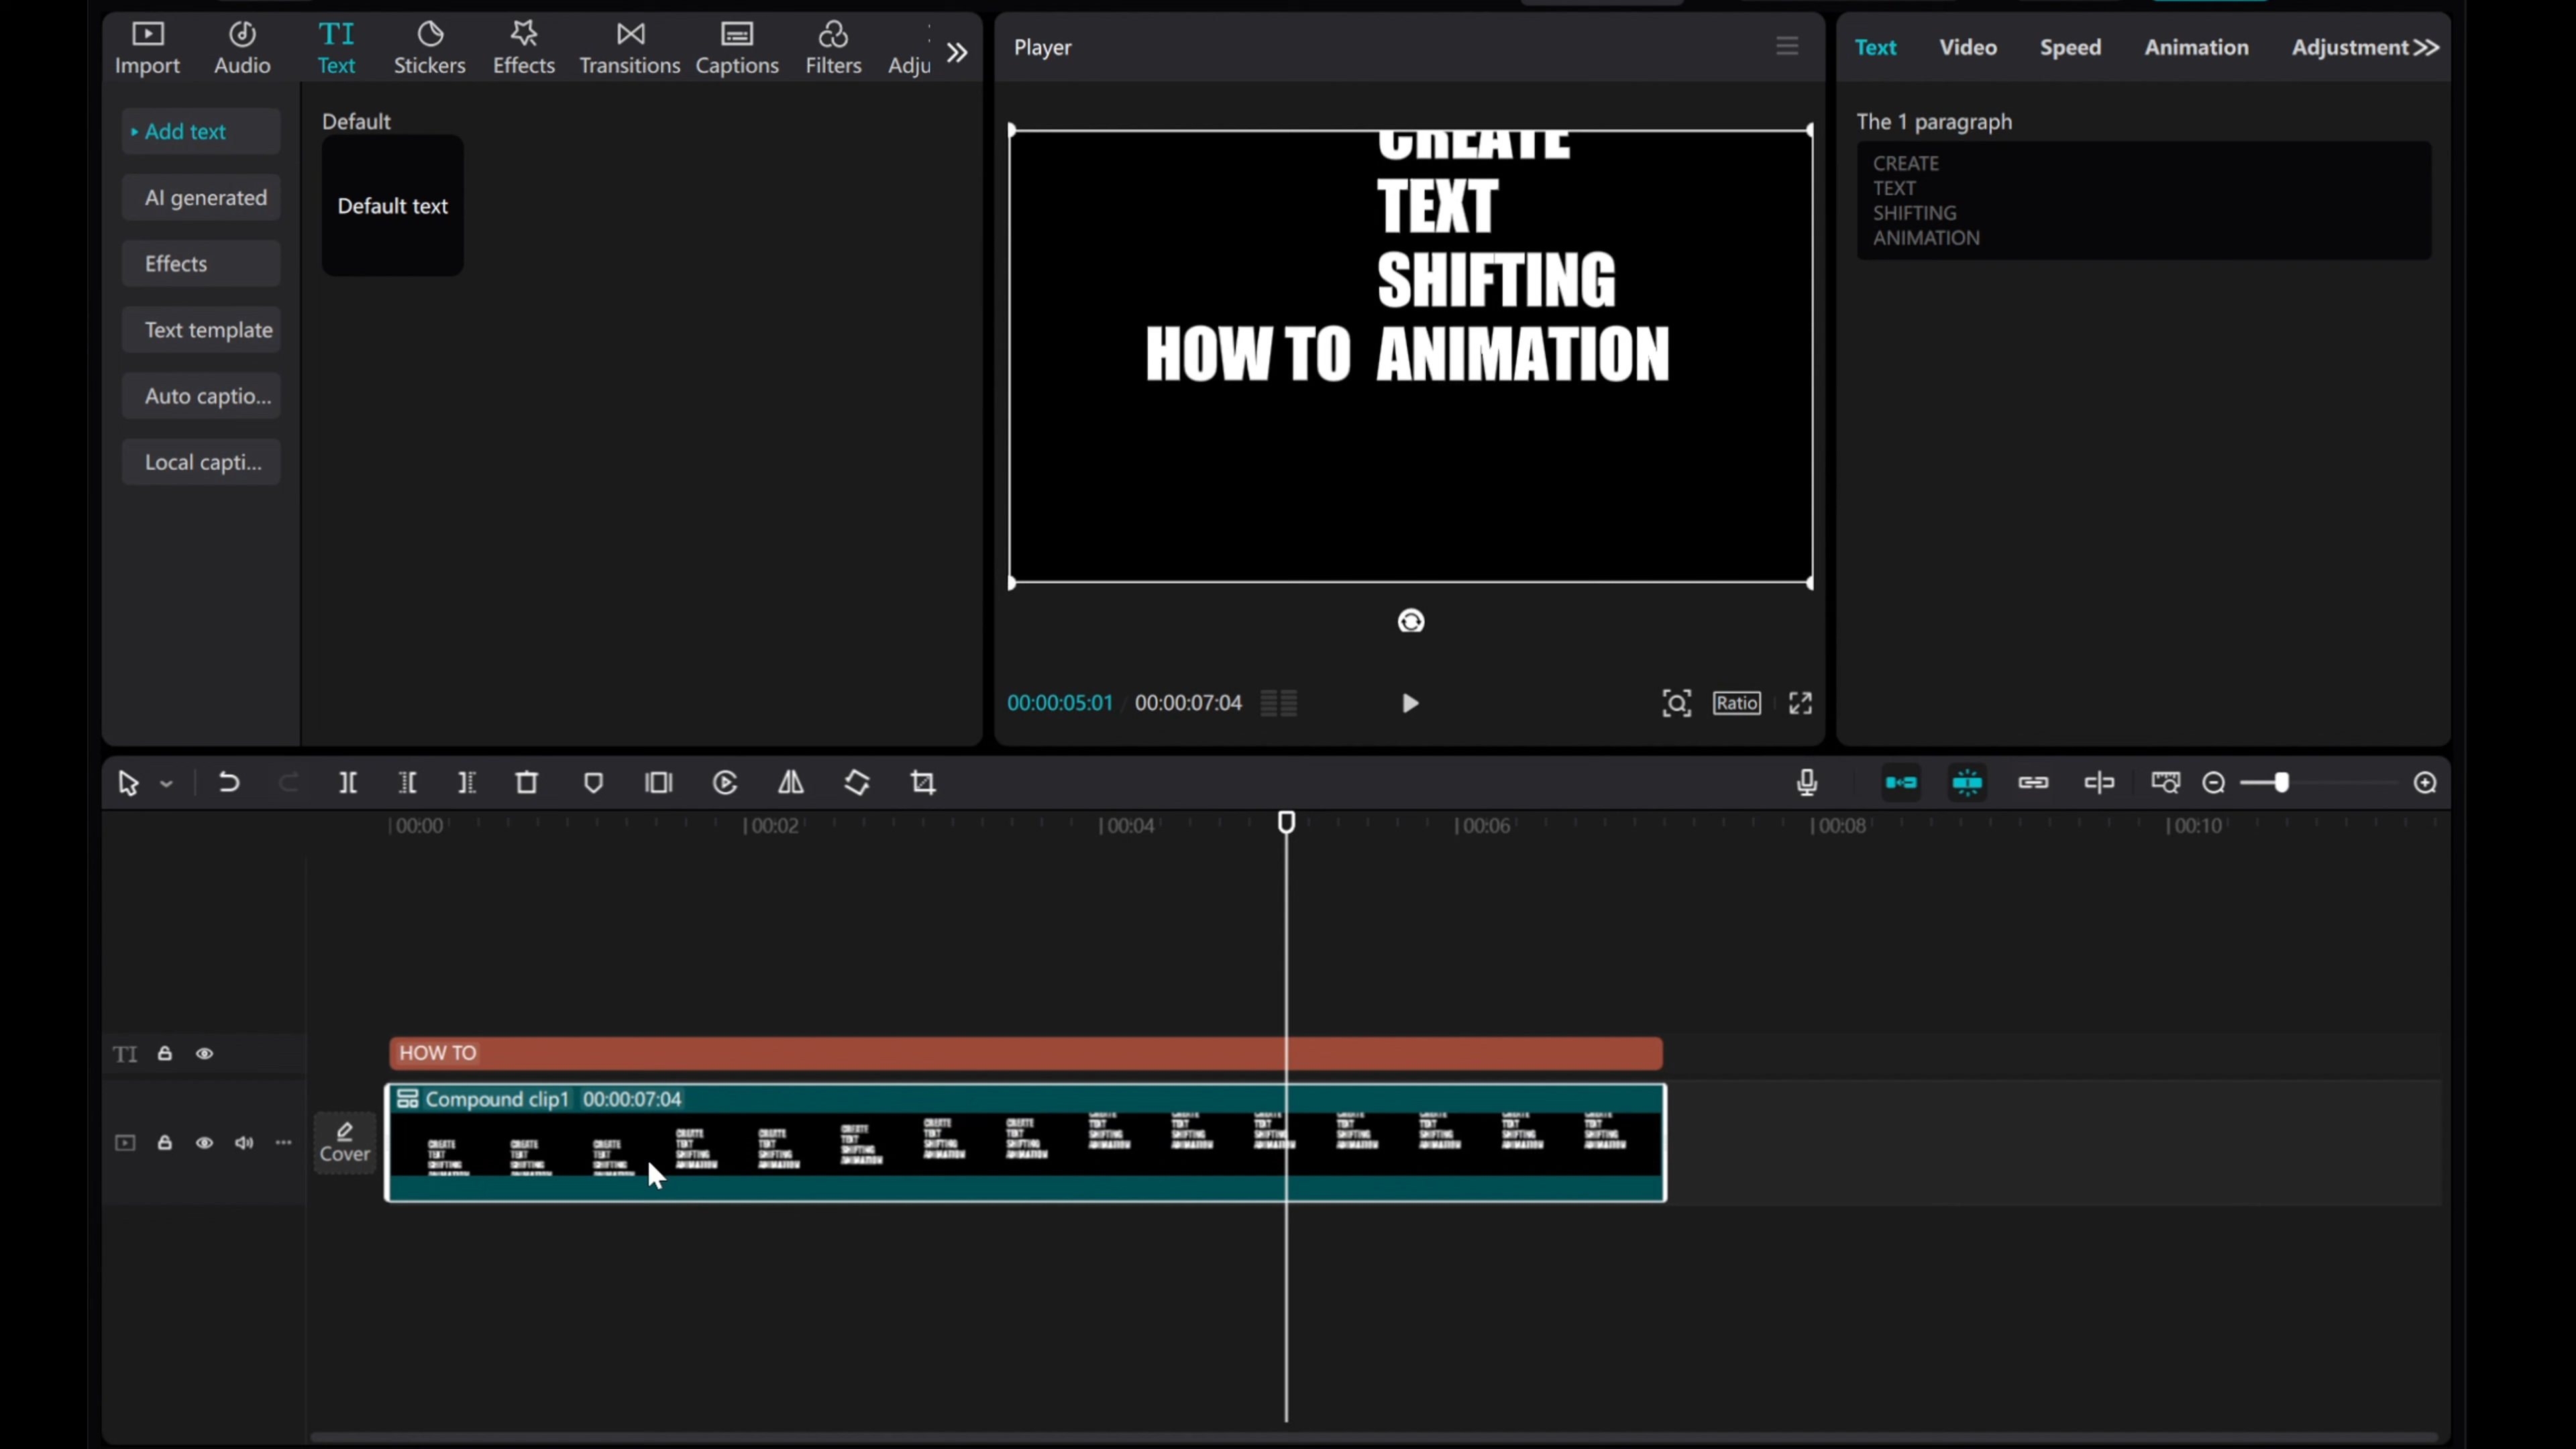 Import Audio Text Stickers Effects Transitions Captions Filters Adju
Add text
AI generated
Effects
Text template
Auto captio...
Local capti...
Default
Default text
Player
CREATE
TEXT
SHIFTING
HOW TO ANIMATION
00:00:05:01 / 00:00:07:04
Ratio
Text Video Speed Animation Adjustment
The 1 paragraph
CREATE
TEXT
SHIFTING
ANIMATION
00:00 00:02 00:04 00:06 00:08 00:10
TI
HOW TO
Cover
Compound clip1 00:00:07:04